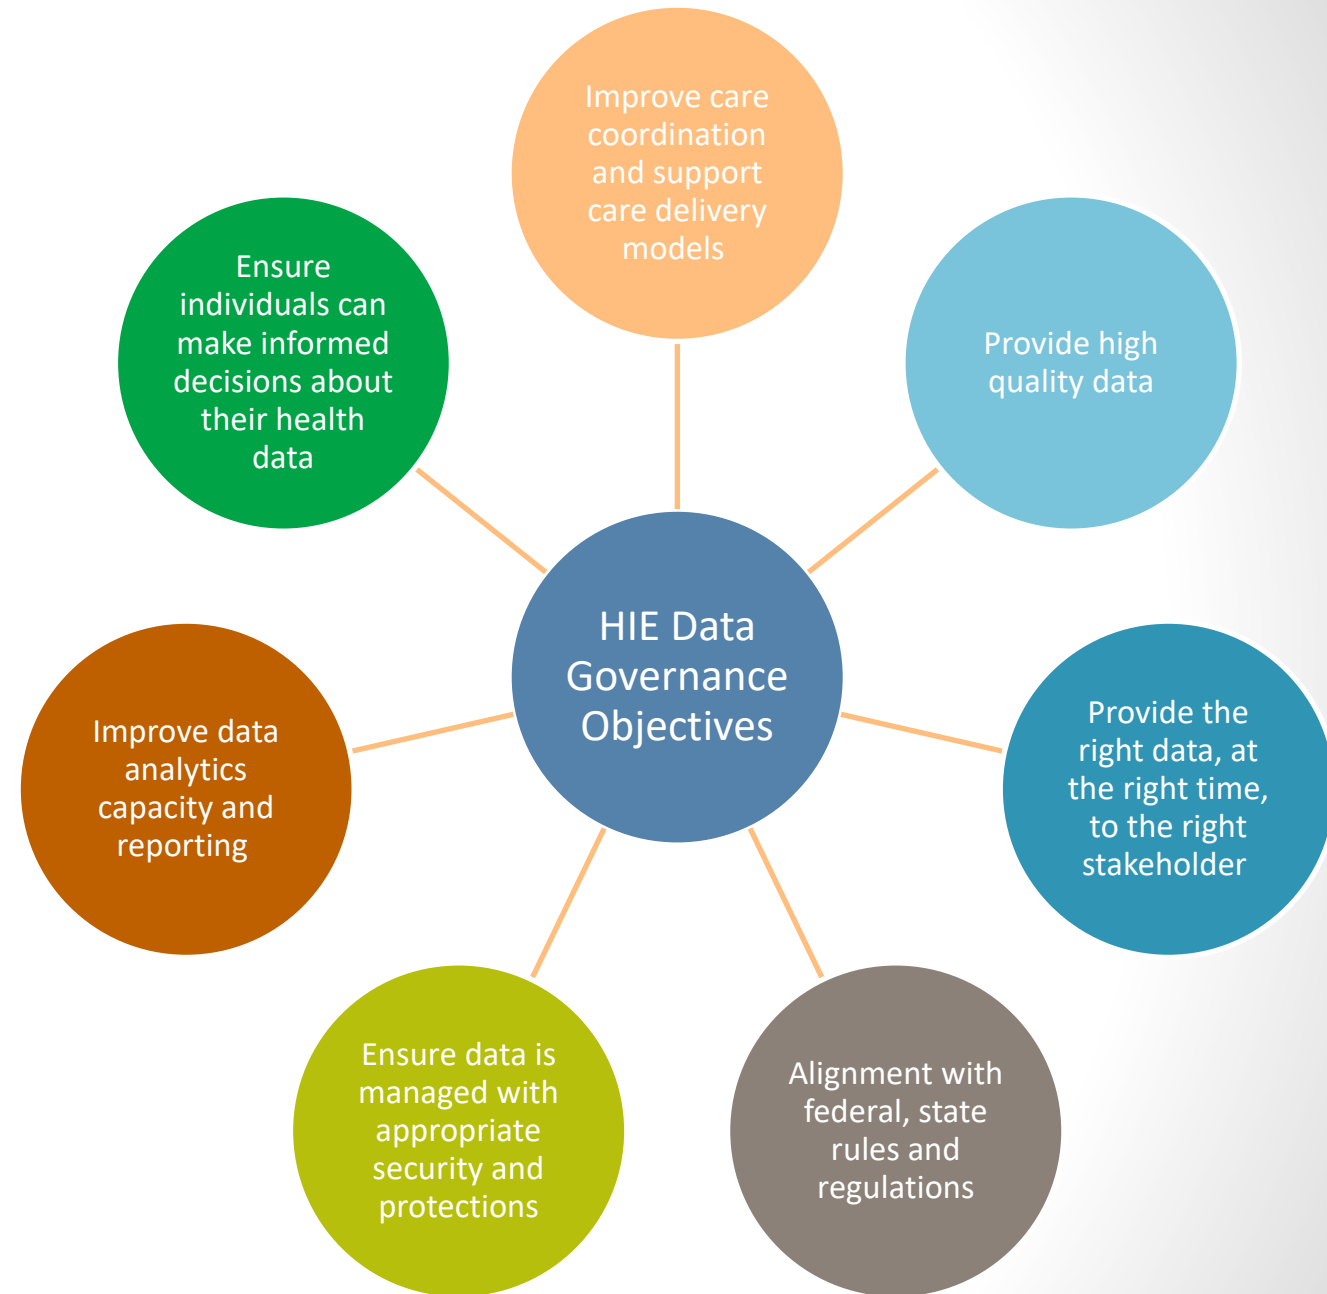 Improve care
coordination
and support
care delivery
models
Provide high
quality data
Provide the
right data, at
the right time,
to the right
stakeholder
Alignment with
federal, state
rules and
regulations
Ensure data is
managed with
appropriate
security and
protections
Improve data
analytics
capacity and
reporting
Ensure
individuals can
make informed
decisions about
their health
data
HIE Data
Governance
Objectives